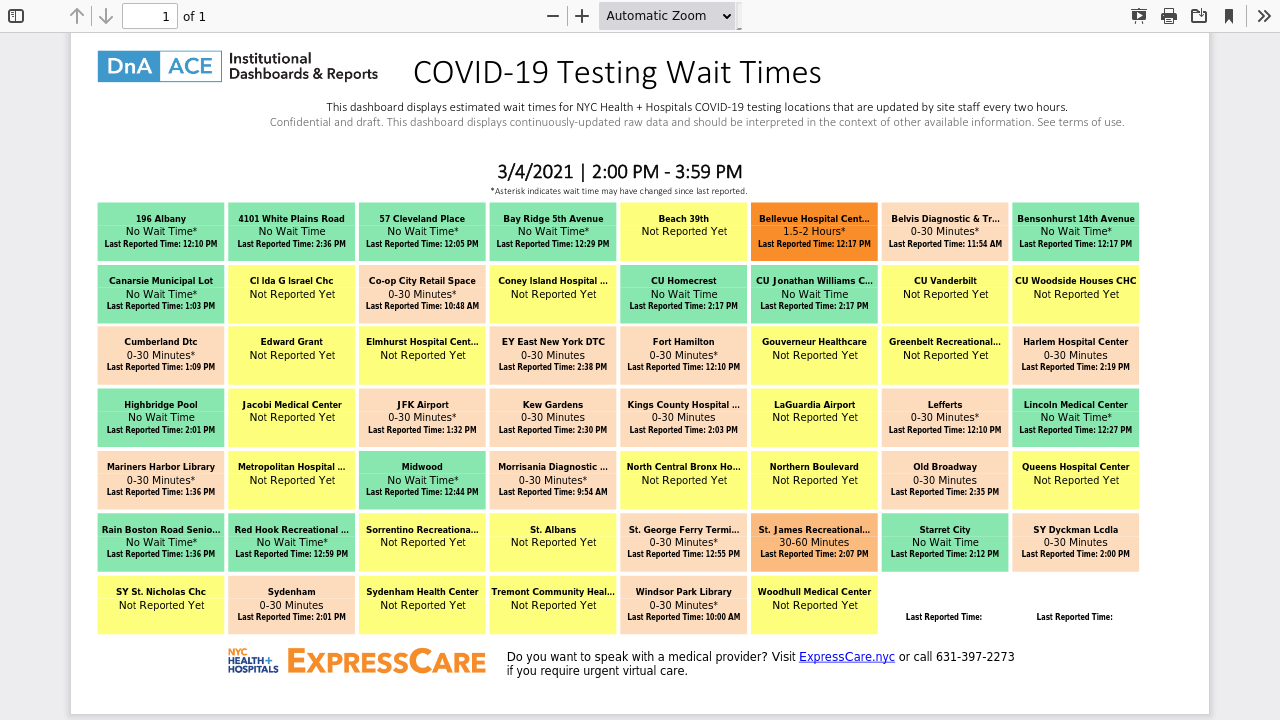 1 of 1
Automatic Zoom
DnA ACE Institutional Dashboards & Reports
COVID-19 Testing Wait Times
This dashboard displays estimated wait times for NYC Health + Hospitals COVID-19 testing locations that are updated by site staff every two hours.
Confidential and draft. This dashboard displays continuously-updated raw data and should be interpreted in the context of other available information. See terms of use.
3/4/2021 | 2:00 PM - 3:59 PM
*Asterisk indicates wait time may have changed since last reported.
196 Albany
No Wait Time*
Last Reported Time: 12:10 PM
4101 White Plains Road
No Wait Time
Last Reported Time: 2:36 PM
57 Cleveland Place
No Wait Time*
Last Reported Time: 12:05 PM
Bay Ridge 5th Avenue
No Wait Time*
Last Reported Time: 12:29 PM
Beach 39th
Not Reported Yet
Bellevue Hospital Cent...
1.5-2 Hours*
Last Reported Time: 12:17 PM
Belvis Diagnostic & Tr...
0-30 Minutes*
Last Reported Time: 11:54 AM
Bensonhurst 14th Avenue
No Wait Time*
Last Reported Time: 12:17 PM
Canarsie Municipal Lot
No Wait Time*
Last Reported Time: 1:03 PM
Cl Ida G Israel Chc
Not Reported Yet
Co-op City Retail Space
0-30 Minutes*
Last Reported Time: 10:48 AM
Coney Island Hospital ...
Not Reported Yet
CU Homecrest
No Wait Time
Last Reported Time: 2:17 PM
CU Jonathan Williams C...
No Wait Time
Last Reported Time: 2:17 PM
CU Vanderbilt
Not Reported Yet
CU Woodside Houses CHC
Not Reported Yet
Cumberland Dtc
0-30 Minutes*
Last Reported Time: 1:09 PM
Edward Grant
Not Reported Yet
Elmhurst Hospital Cent...
Not Reported Yet
EY East New York DTC
0-30 Minutes
Last Reported Time: 2:38 PM
Fort Hamilton
0-30 Minutes*
Last Reported Time: 12:10 PM
Gouverneur Healthcare
Not Reported Yet
Greenbelt Recreational...
Not Reported Yet
Harlem Hospital Center
0-30 Minutes
Last Reported Time: 2:19 PM
Highbridge Pool
No Wait Time
Last Reported Time: 2:01 PM
Jacobi Medical Center
Not Reported Yet
JFK Airport
0-30 Minutes*
Last Reported Time: 1:32 PM
Kew Gardens
0-30 Minutes
Last Reported Time: 2:30 PM
Kings County Hospital ...
0-30 Minutes
Last Reported Time: 2:03 PM
LaGuardia Airport
Not Reported Yet
Lefferts
0-30 Minutes*
Last Reported Time: 12:10 PM
Lincoln Medical Center
No Wait Time*
Last Reported Time: 12:27 PM
Mariners Harbor Library
0-30 Minutes*
Last Reported Time: 1:36 PM
Metropolitan Hospital ...
Not Reported Yet
Midwood
No Wait Time*
Last Reported Time: 12:44 PM
Morrisania Diagnostic ...
0-30 Minutes*
Last Reported Time: 9:54 AM
North Central Bronx Ho...
Not Reported Yet
Northern Boulevard
Not Reported Yet
Old Broadway
0-30 Minutes
Last Reported Time: 2:35 PM
Queens Hospital Center
Not Reported Yet
Rain Boston Road Senio...
No Wait Time*
Last Reported Time: 1:36 PM
Red Hook Recreational ...
No Wait Time*
Last Reported Time: 12:59 PM
Sorrentino Recreationa...
Not Reported Yet
St. Albans
Not Reported Yet
St. George Ferry Termi...
0-30 Minutes*
Last Reported Time: 12:55 PM
St. James Recreational...
30-60 Minutes
Last Reported Time: 2:07 PM
Starret City
No Wait Time
Last Reported Time: 2:12 PM
SY Dyckman Lcdla
0-30 Minutes
Last Reported Time: 2:00 PM
SY St. Nicholas Chc
Not Reported Yet
Sydenham
0-30 Minutes
Last Reported Time: 2:01 PM
Sydenham Health Center
Not Reported Yet
Tremont Community Heal...
Not Reported Yet
Windsor Park Library
0-30 Minutes*
Last Reported Time: 10:00 AM
Woodhull Medical Center
Not Reported Yet
Last Reported Time:
Last Reported Time:
NYC
HEALTH+
HOSPITALS
EXPRESSCARE
Do you want to speak with a medical provider? Visit ExpressCare.nyc or call 631-397-2273
if you require urgent virtual care.